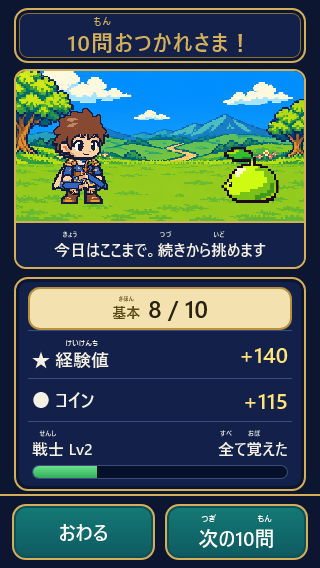 10問おつかれさま！
今日はここまで。続きから挑めます
基本 8 / 10
★ 経験値 +140
● コイン +115
戦士 Lv2 全て覚えた
おわる
次の10問